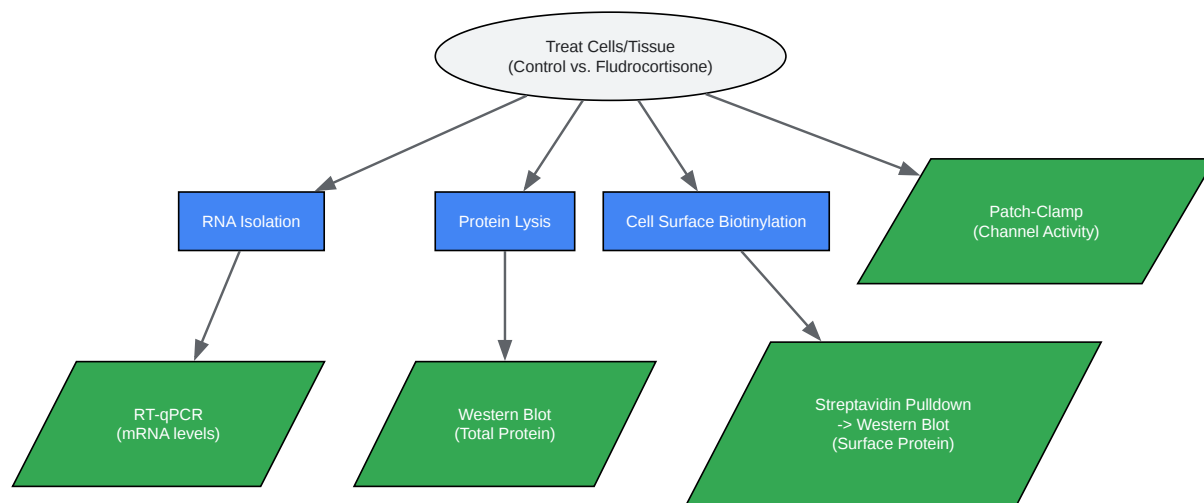 Treat Cells/Tissue
(Control vs. Fludrocortisone)
RNA Isolation
Protein Lysis
Cell Surface Biotinylation
Patch-Clamp
(Channel Activity)
RT-qPCR
(mRNA levels)
Western Blot
(Total Protein)
Streptavidin Pulldown
-> Western Blot
(Surface Protein)